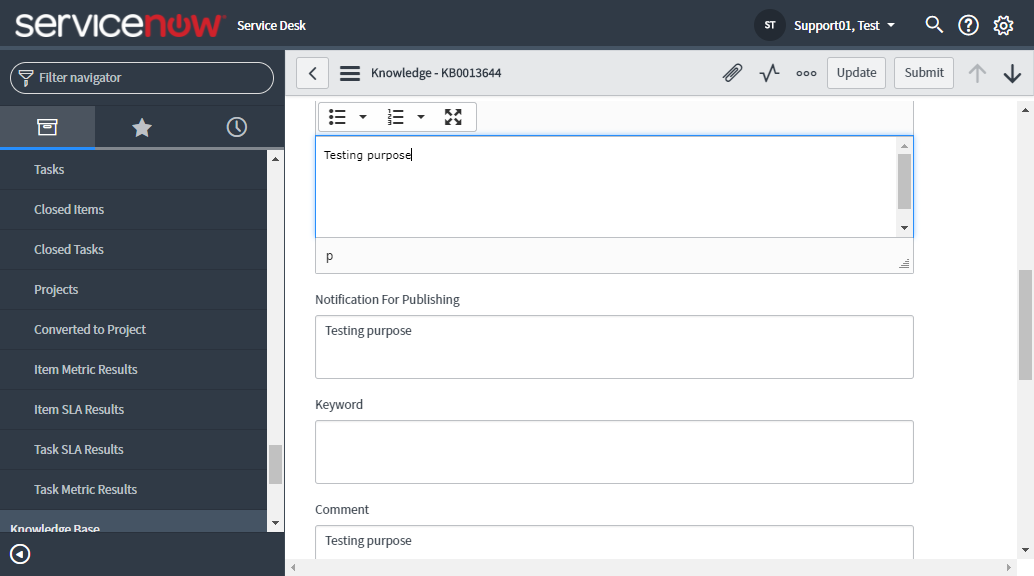 servicenow Service Desk
ST Support01, Test
Filter navigator
Tasks
Closed Items
Closed Tasks
Projects
Converted to Project
Item Metric Results
Item SLA Results
Task SLA Results
Task Metric Results
Knowledge Base
Knowledge - KB0013644
Update
Submit
Testing purpose
p
Notification For Publishing
Testing purpose
Keyword
Comment
Testing purpose